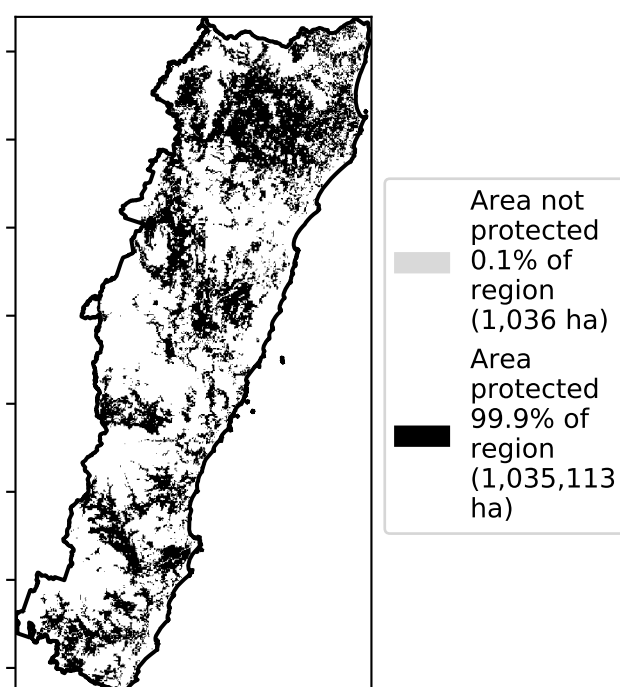 Area not
protected
0.1% of
region
(1,036 ha)
Area
protected
99.9% of
region
(1,035,113
ha)